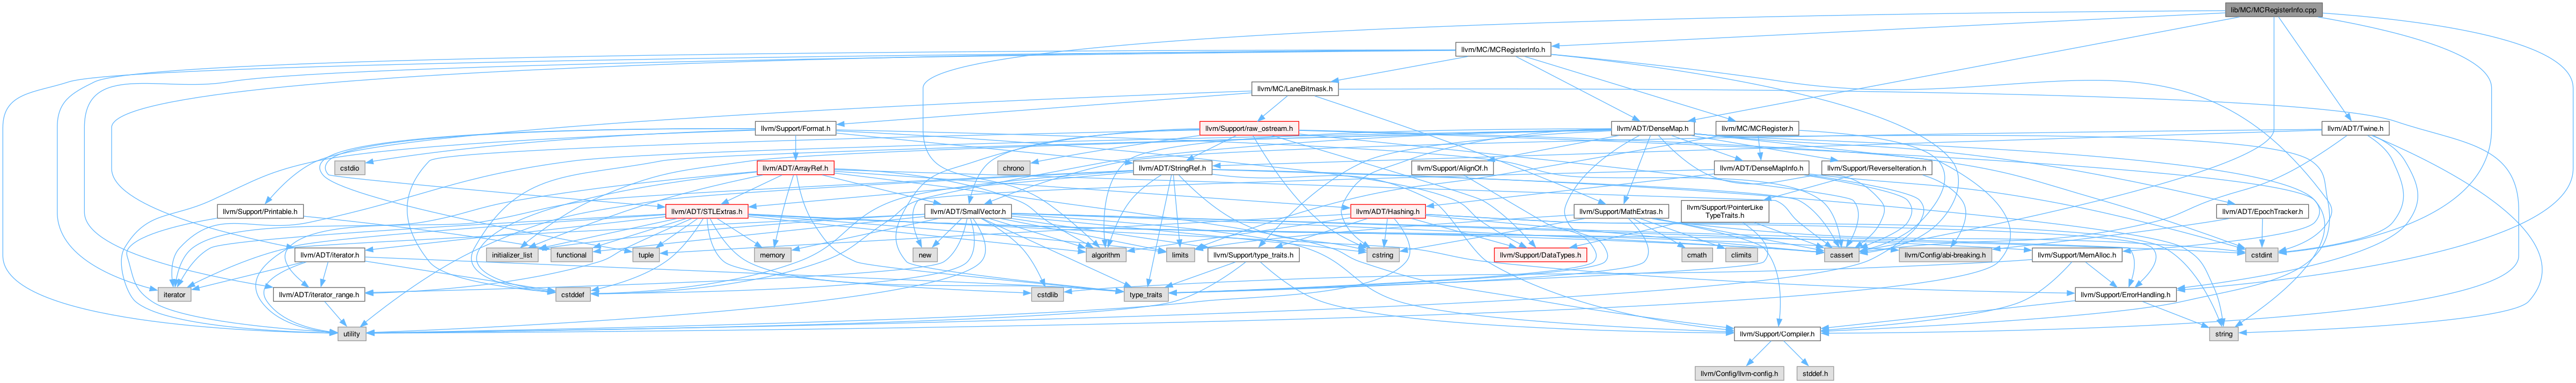 lib/MC/MCRegisterInfo.cpp
llvm/MC/MCRegisterInfo.h
llvm/MC/LaneBitmask.h
llvm/Support/Format.h
llvm/Support/raw_ostream.h
llvm/ADT/DenseMap.h
llvm/MC/MCRegister.h
llvm/ADT/Twine.h
cstdio
llvm/ADT/ArrayRef.h
chrono
llvm/ADT/StringRef.h
llvm/Support/AlignOf.h
llvm/ADT/DenseMapInfo.h
llvm/Support/ReverseIteration.h
llvm/Support/Printable.h
llvm/ADT/STLExtras.h
llvm/ADT/SmallVector.h
llvm/ADT/Hashing.h
llvm/Support/MathExtras.h
llvm/Support/PointerLike
TypeTraits.h
llvm/ADT/EpochTracker.h
llvm/ADT/iterator.h
initializer_list
functional
tuple
memory
new
algorithm
limits
llvm/Support/type_traits.h
cstring
llvm/Support/DataTypes.h
cmath
climits
cassert
llvm/Config/abi-breaking.h
llvm/Support/MemAlloc.h
cstdint
iterator
llvm/ADT/iterator_range.h
cstddef
cstdlib
type_traits
llvm/Support/ErrorHandling.h
utility
llvm/Support/Compiler.h
string
llvm/Config/llvm-config.h
stddef.h